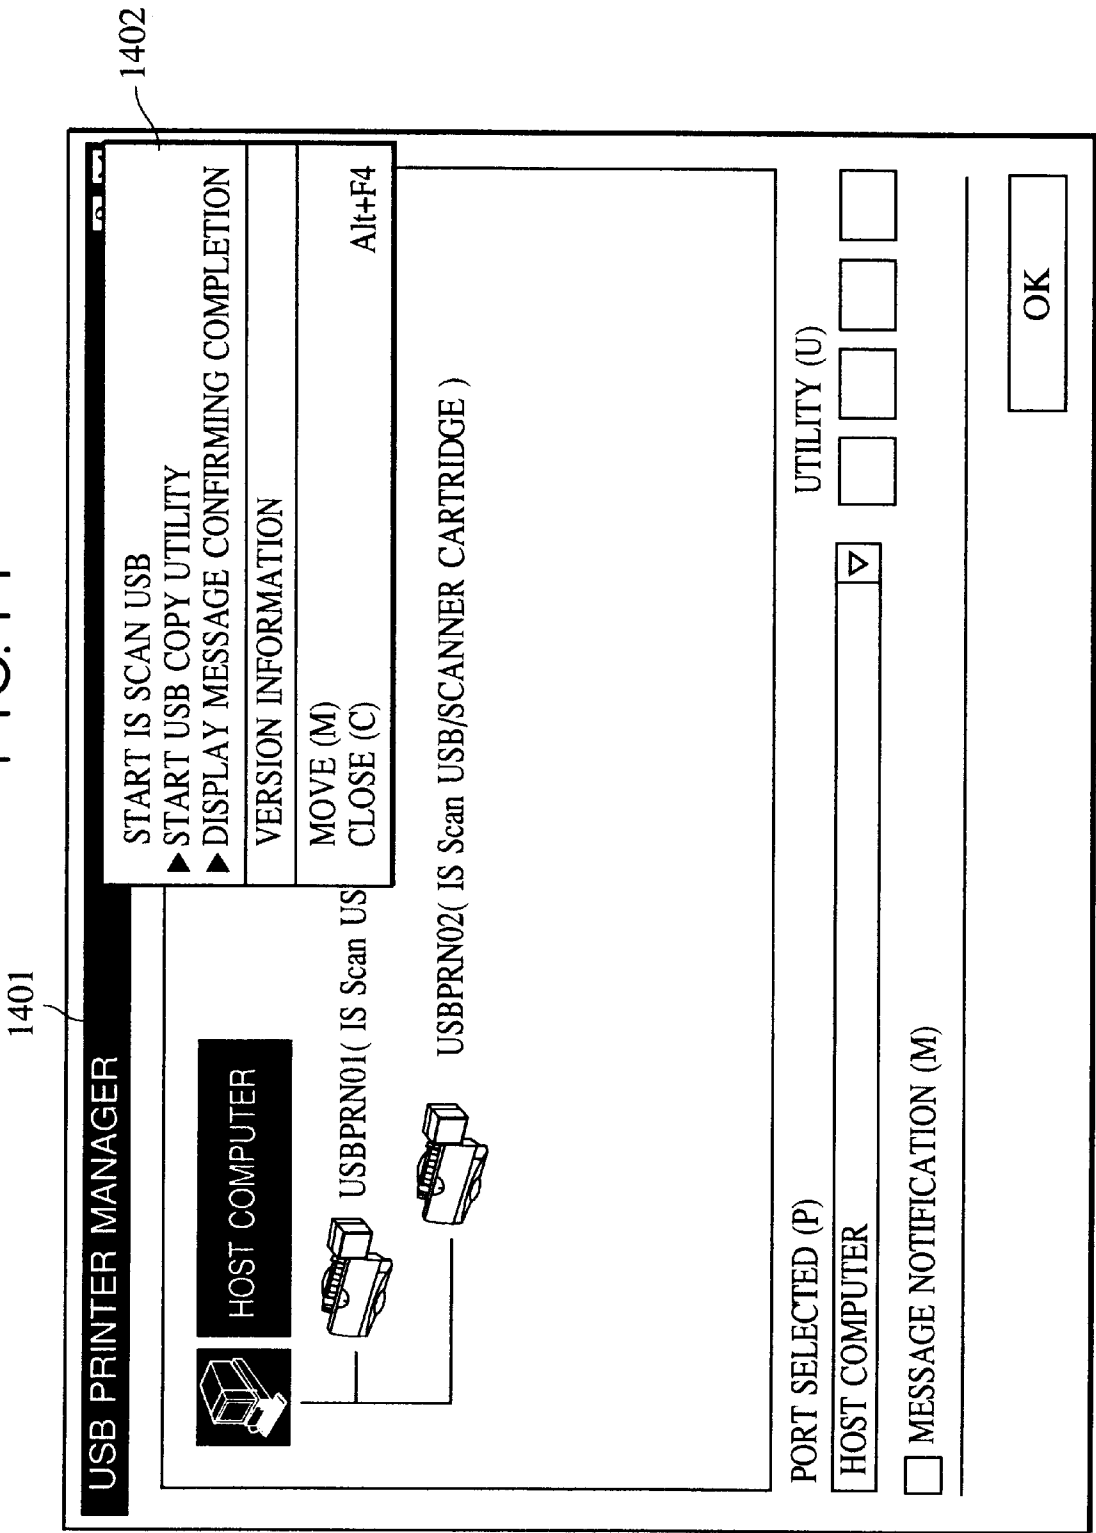 1401
1402
USB PRINTER MANAGER
START IS SCAN USB
▶START USB COPY UTILITY
▶DISPLAY MESSAGE CONFIRMING COMPLETION
VERSION INFORMATION
MOVE (M)
CLOSE (C) Alt+F4
HOST COMPUTER
USBPRN01( IS Scan US
USBPRN02( IS Scan USB/SCANNER CARTRIDGE )
PORT SELECTED (P) UTILITY (U)
HOST COMPUTER
MESSAGE NOTIFICATION (M)
OK